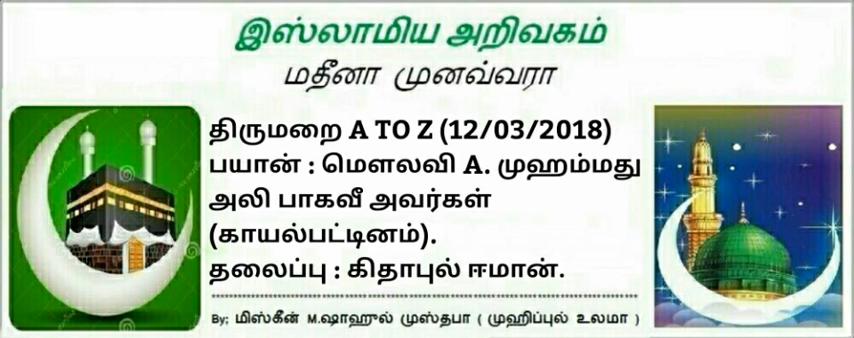 இஸ்லாமிய அறிவகம்
மதீனா முனவ்வரா
திருமறை A TO Z (12/03/2018)
பயான் : மௌலவி A. முஹம்மது
அலி பாகவீ அவர்கள்
(காயல்பட்டினம்).
தலைப்பு : கிதாபுல் ஈமான்.
By; மிஸ்கீன் M.ஷாஹுல் முஸ்தபா ( முஹிப்புல் உலமா )